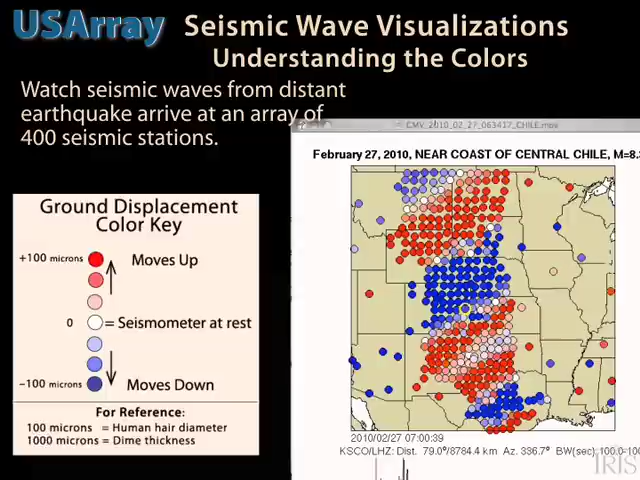 USArray
Seismic Wave Visualizations
Understanding the Colors
Watch seismic waves from distant
earthquake arrive at an array of
400 seismic stations.
CMV_2010_02_27_063417_CHILE.mov
February 27, 2010, NEAR COAST OF CENTRAL CHILE, M=8.
Ground Displacement
Color Key
+100 microns
Moves Up
0
= Seismometer at rest
−100 microns
Moves Down
For Reference:
100 microns = Human hair diameter
1000 microns = Dime thickness
2010/02/27 07:00:39
KSCO/LHZ: Dist. 79.0°/8784.4 km Az. 336.7° BW(sec) 100.0-100
IRIS